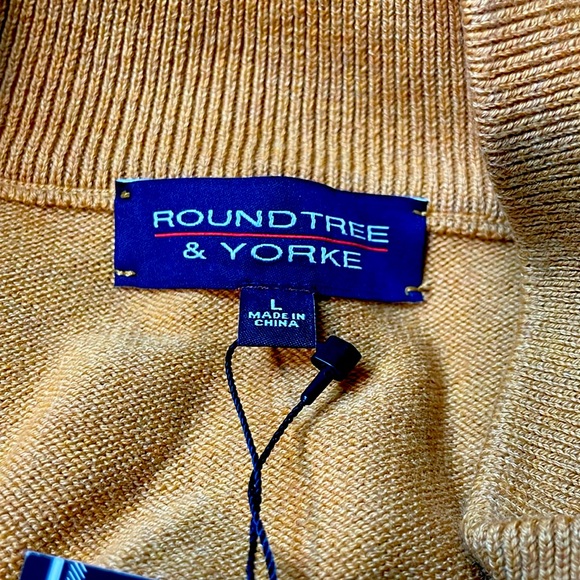 ROUNDTREE
& YORKE
L
MADE IN
CHINA